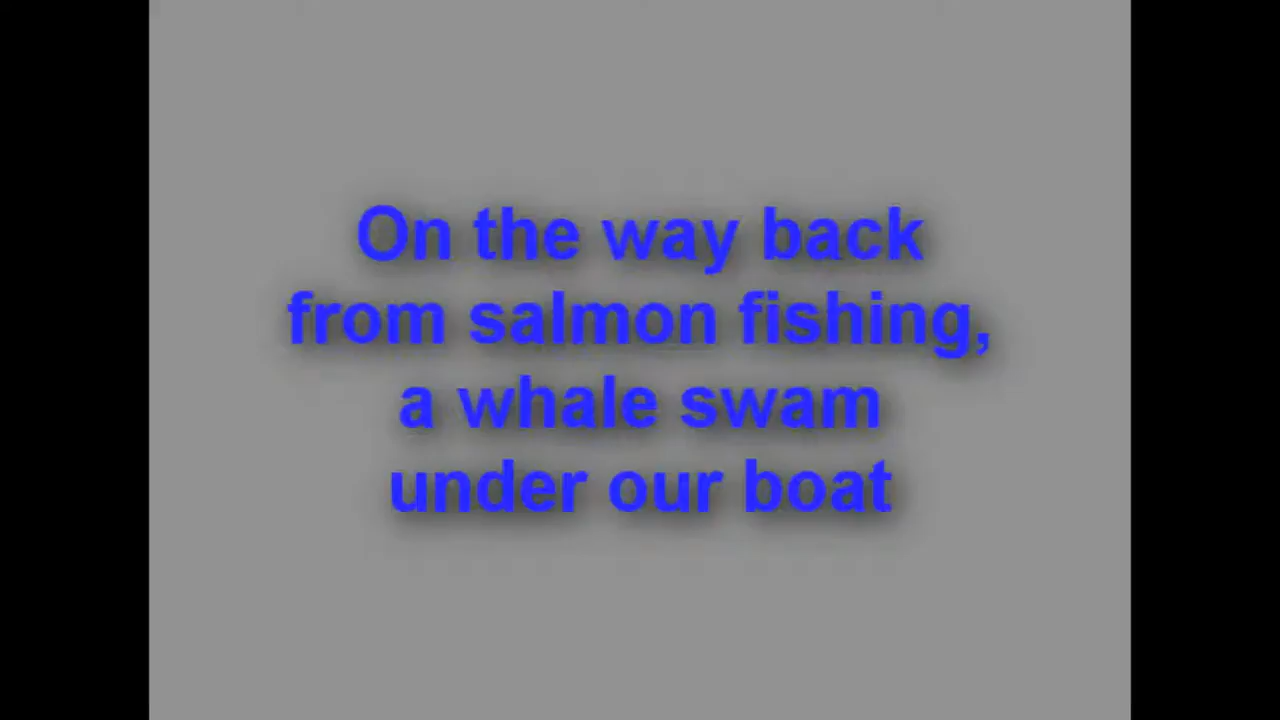 On the way back
from salmon fishing,
a whale swam
under our boat